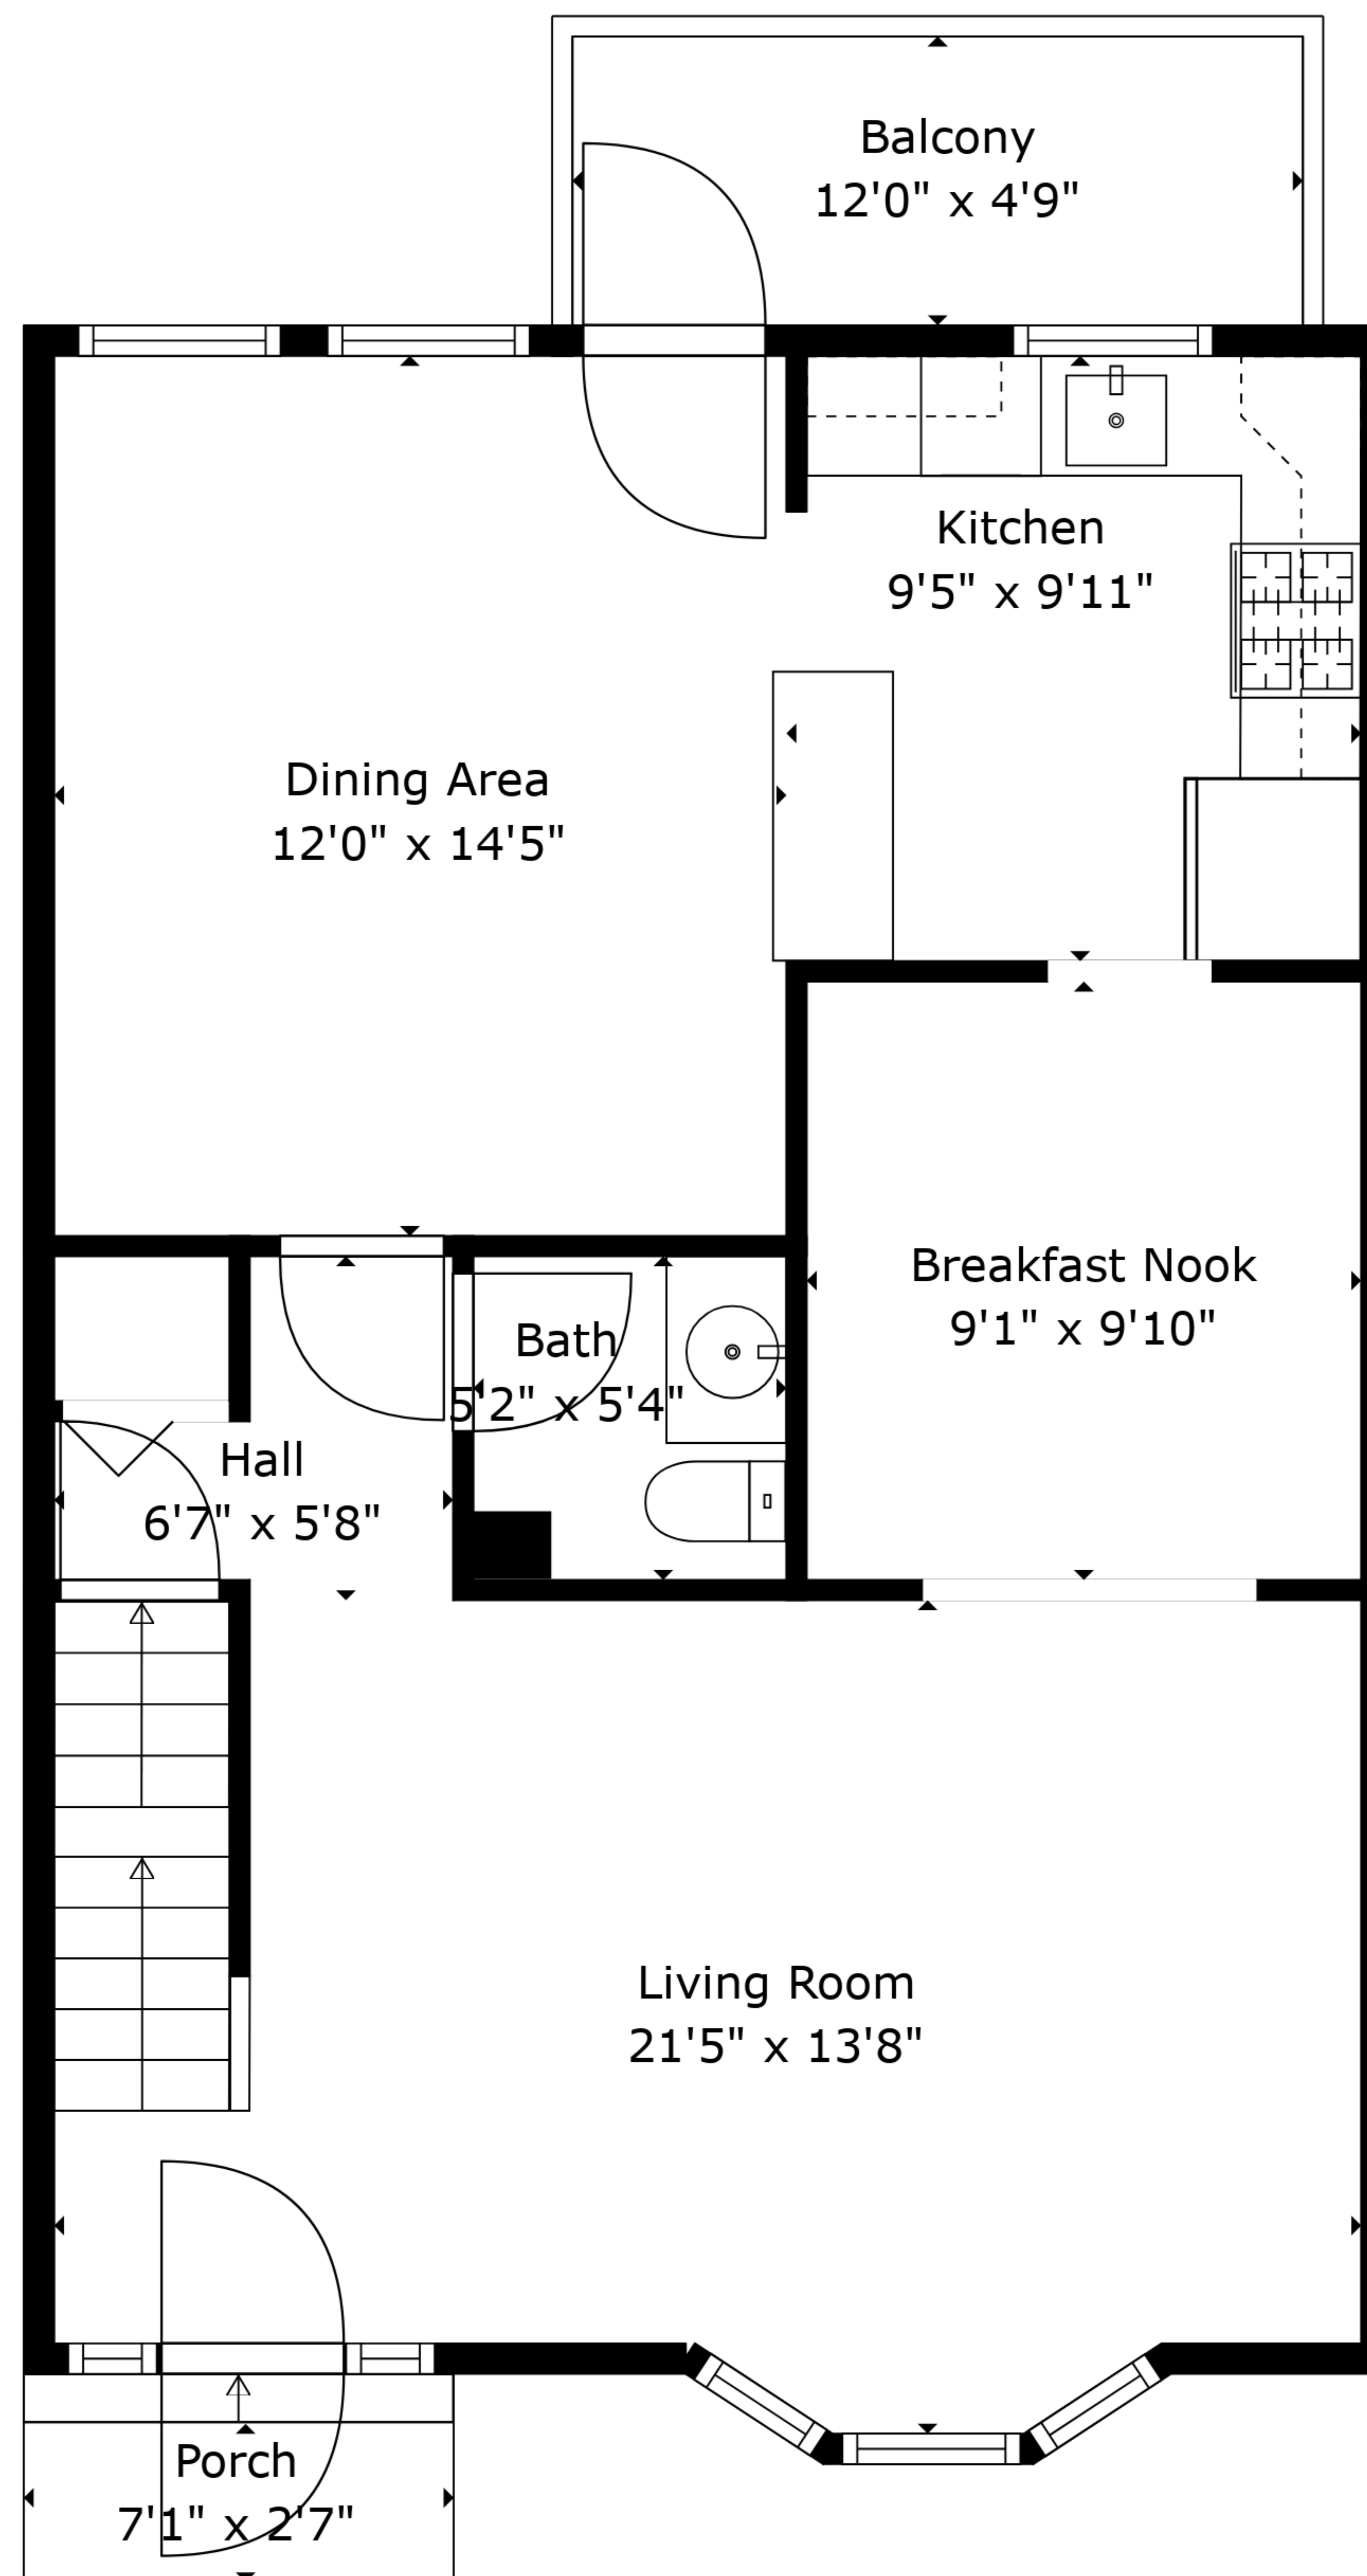 Balcony
12'0" x 4'9"
Kitchen
9'5" x 9'11"
Dining Area
12'0" x 14'5"
Breakfast Nook
9'1" x 9'10"
Bath
5'2" x 5'4"
Hall
6'7" x 5'8"
Living Room
21'5" x 13'8"
Porch
7'1" x 2'7"